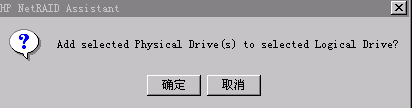 HP NetRAID Assistant
Add selected Physical Drive(s) to selected Logical Drive?
确定 取消